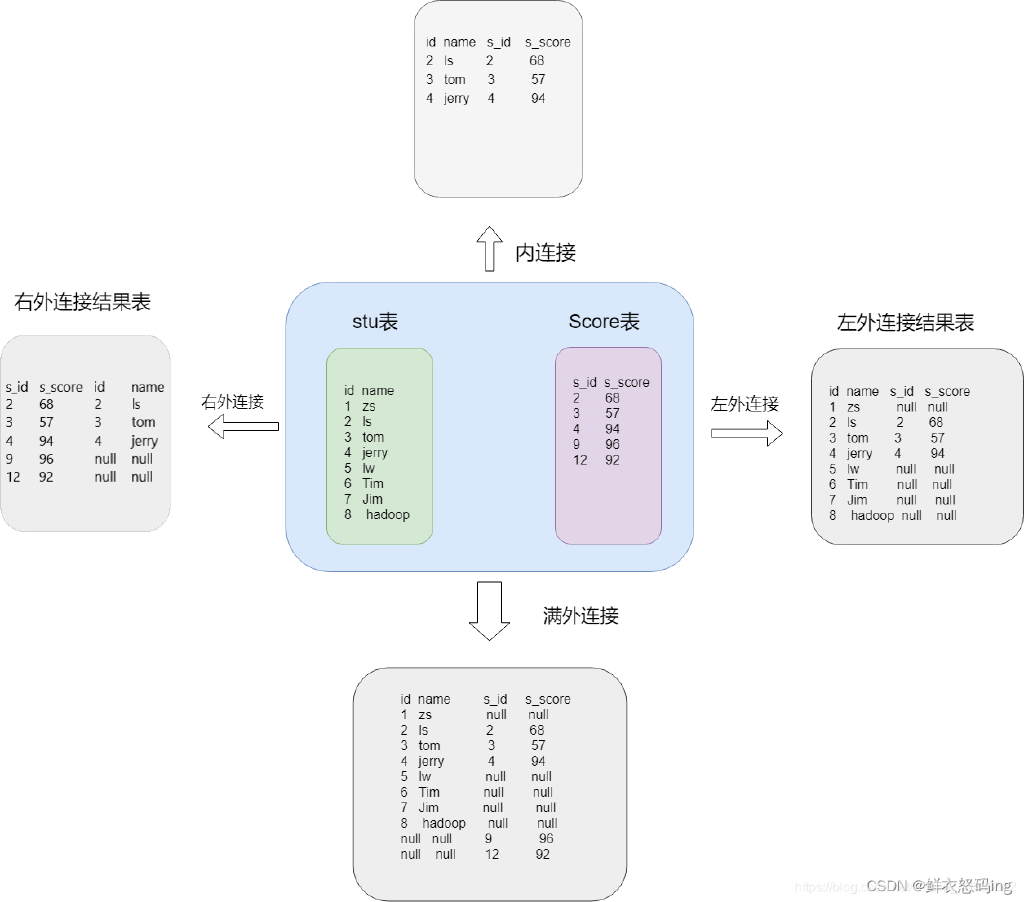 id name s_id s_score
2 ls 2 68
3 tom 3 57
4 jerry 4 94
内连接
右外连接结果表
s_id s_score id name
2 68 2 ls
3 57 3 tom
4 94 4 jerry
9 96 null null
12 92 null null
右外连接
stu表
id name
1 zs
2 ls
3 tom
4 jerry
5 lw
6 Tim
7 Jim
8 hadoop
Score表
s_id s_score
2 68
3 57
4 94
9 96
12 92
左外连接
左外连接结果表
id name s_id s_score
1 zs null null
2 ls 2 68
3 tom 3 57
4 jerry 4 94
5 lw null null
6 Tim null null
7 Jim null null
8 hadoop null null
满外连接
id name s_id s_score
1 zs null null
2 ls 2 68
3 tom 3 57
4 jerry 4 94
5 lw null null
6 Tim null null
7 Jim null null
8 hadoop null null
null null 9 96
null null 12 92
CSDN @鲜衣怒码ing